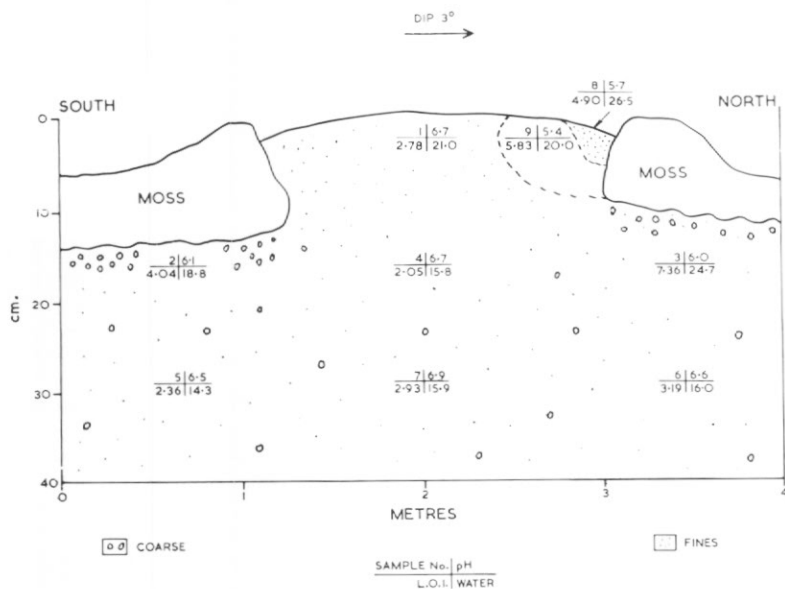 DIP 3°
SOUTH
NORTH
8 | 5·7
4·90 | 26·5
1 | 6·7
2·78 | 21·0
9 | 5·4
5·83 | 20·0
MOSS
MOSS
2 | 6·1
4·04 | 18·8
4 | 6·7
2·05 | 15·8
3 | 6·0
7·36 | 24·7
5 | 6·5
2·36 | 14·3
7 | 6·9
2·93 | 15·9
6 | 6·6
3·19 | 16·0
0
10
20
30
40
cm.
0 1 2 3 4
METRES
COARSE
FINES
SAMPLE No. | pH
L.O.I. | WATER